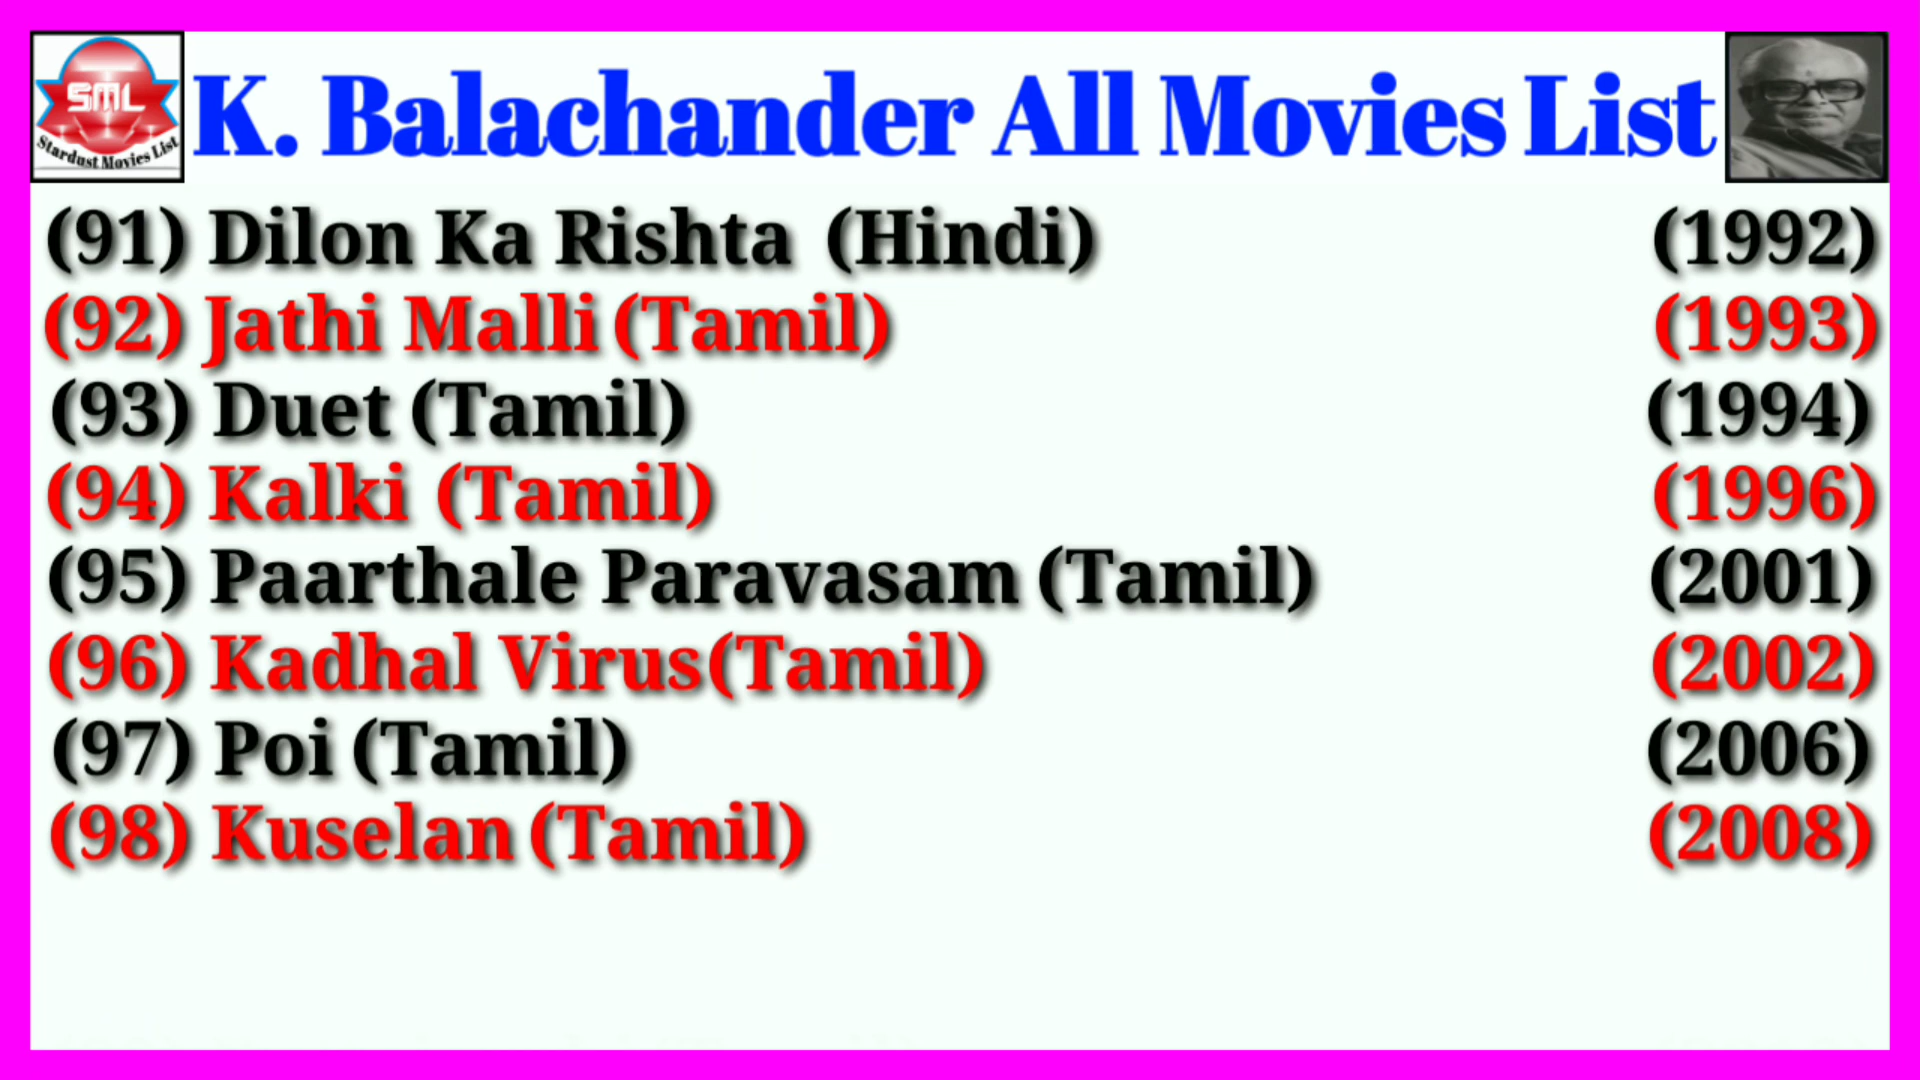 SML
Stardust Movies List
K. Balachander All Movies List
(91) Dilon Ka Rishta (Hindi) (1992)
(92) Jathi Malli (Tamil) (1993)
(93) Duet (Tamil) (1994)
(94) Kalki (Tamil) (1996)
(95) Paarthale Paravasam (Tamil) (2001)
(96) Kadhal Virus(Tamil) (2002)
(97) Poi (Tamil) (2006)
(98) Kuselan (Tamil) (2008)